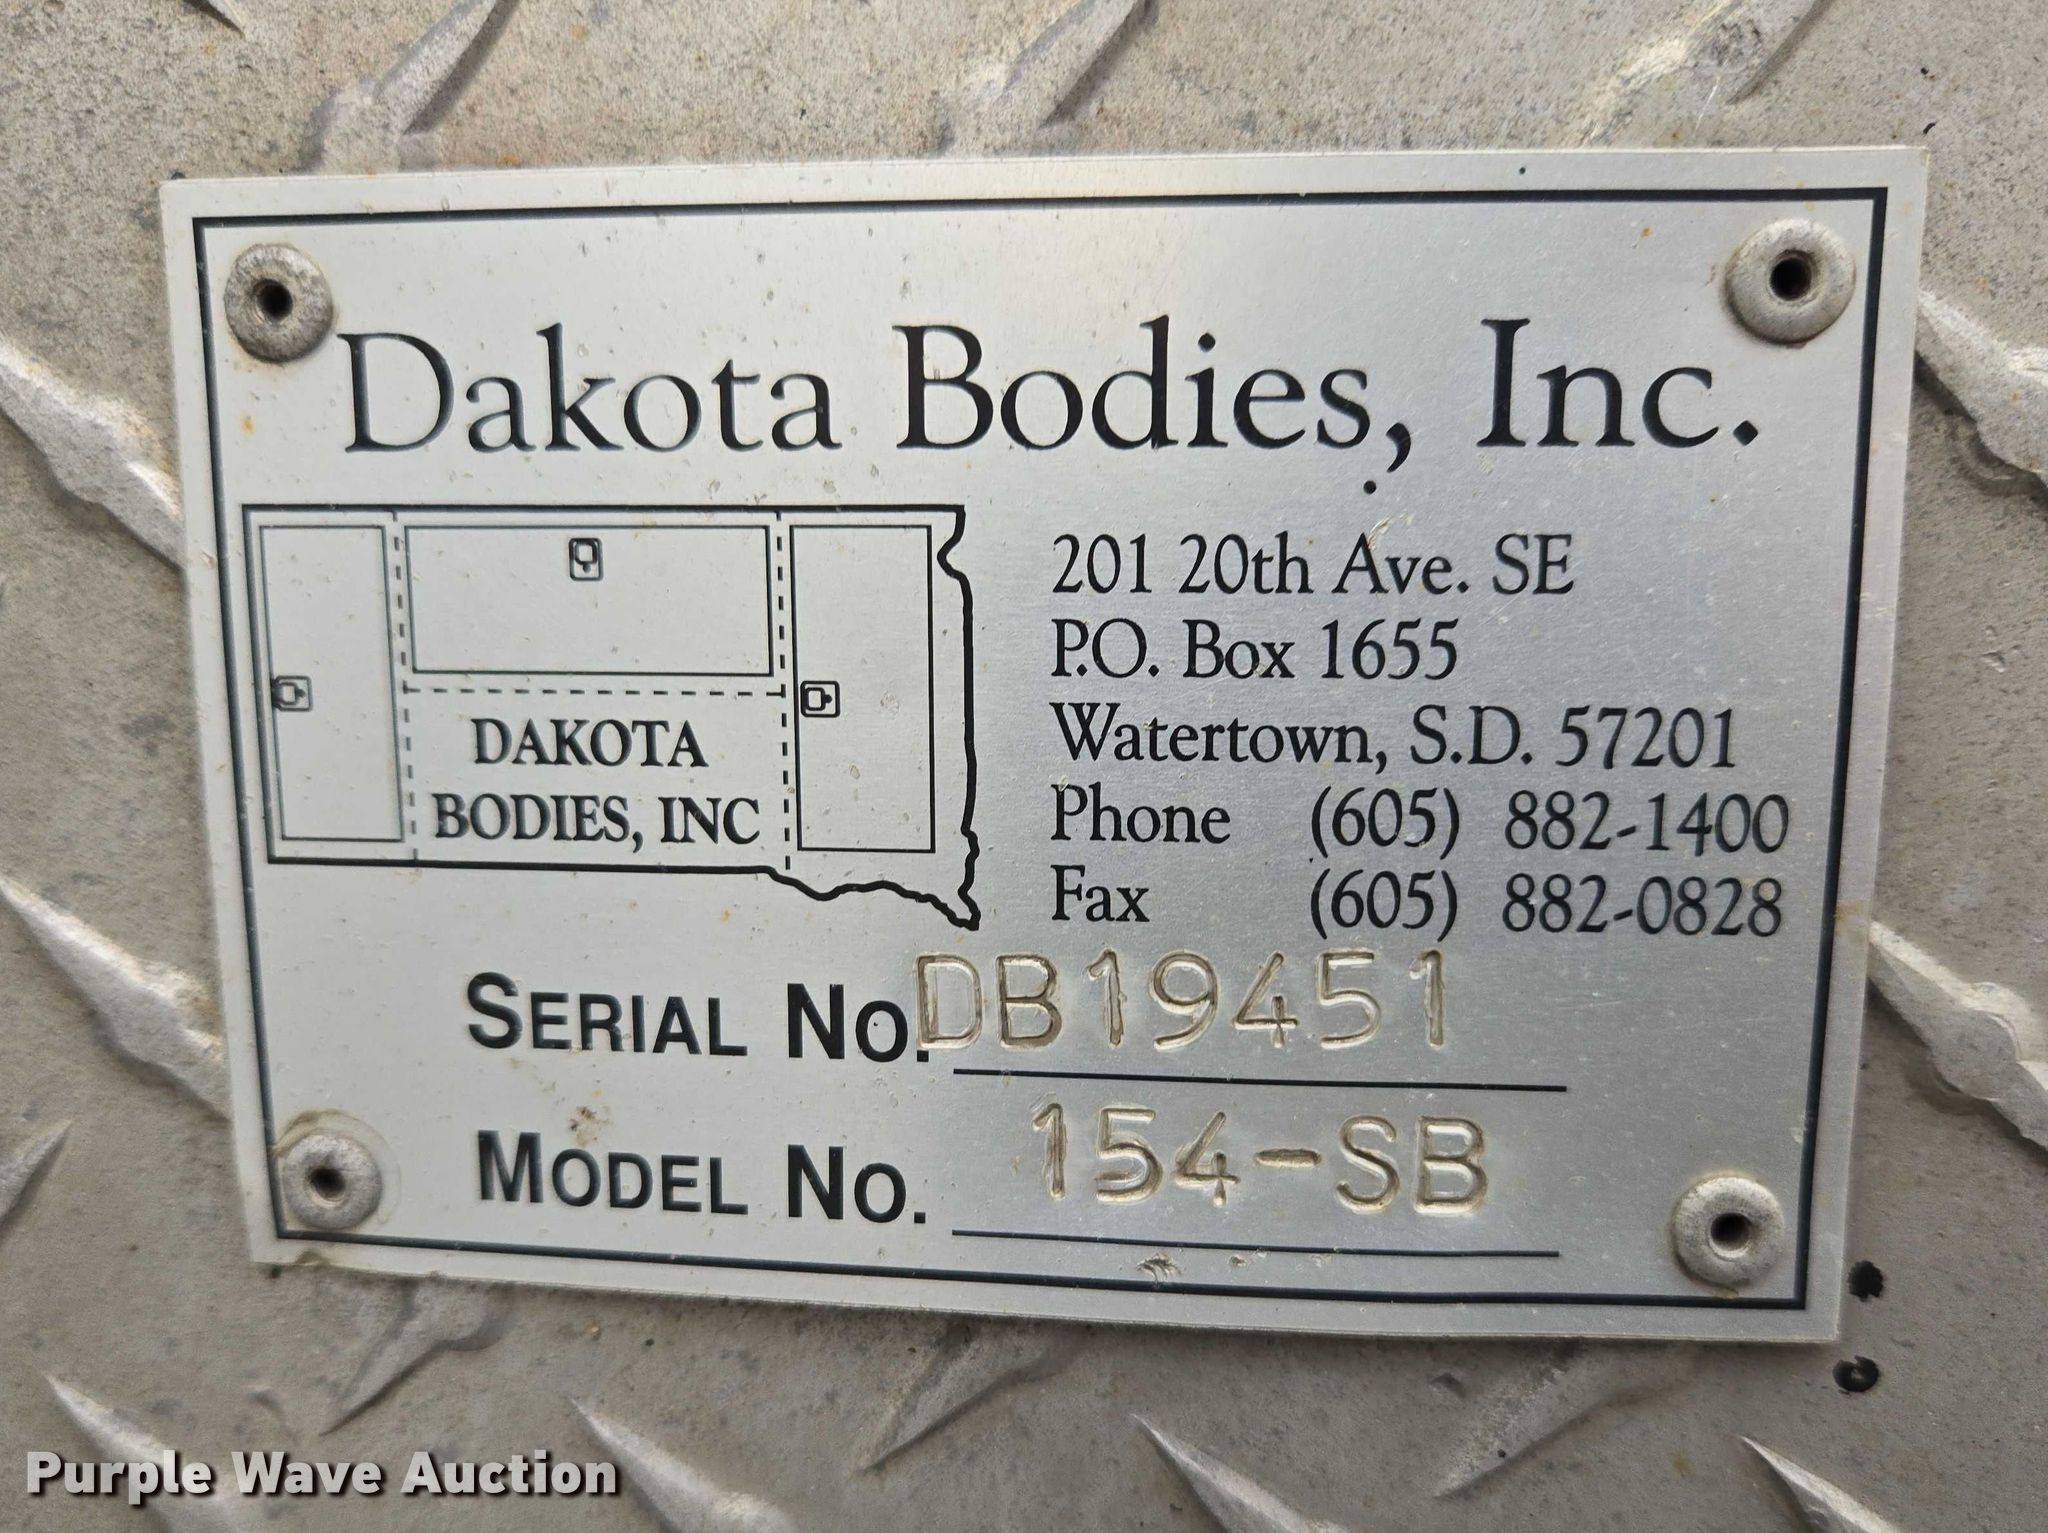 Dakota Bodies, Inc.
DAKOTA
BODIES, INC
201 20th Ave. SE
P.O. Box 1655
Watertown, S.D. 57201
Phone (605) 882-1400
Fax (605) 882-0828
SERIAL NO. DB19451
MODEL NO. 154-SB
Purple Wave Auction